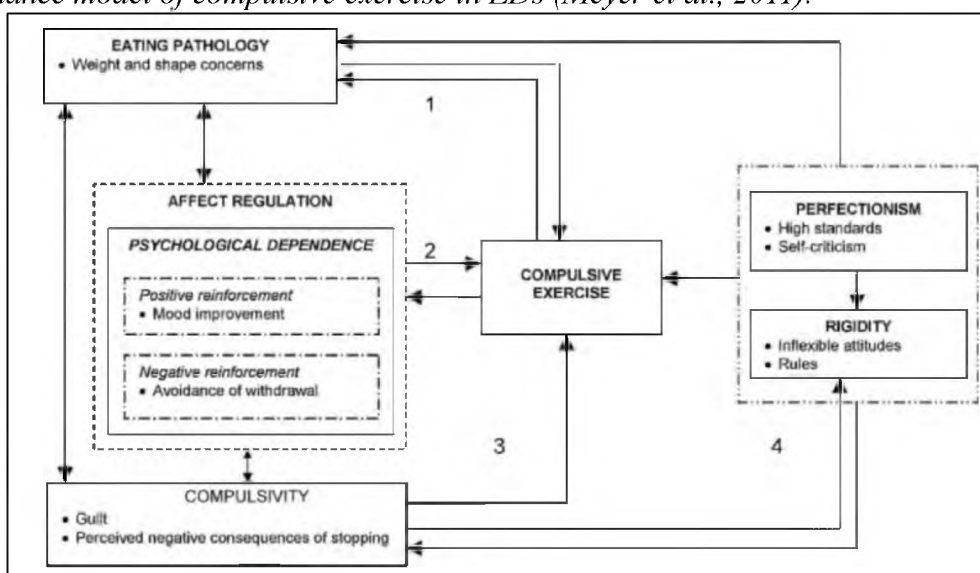 nance model of compulsive exercise in EDs (Meyer et al., 2011).
EATING PATHOLOGY
• Weight and shape concerns
1
AFFECT REGULATION
PSYCHOLOGICAL DEPENDENCE
Positive reinforcement
• Mood improvement
Negative reinforcement
• Avoidance of withdrawal
2
COMPULSIVE
EXERCISE
PERFECTIONISM
• High standards
• Self-criticism
RIGIDITY
• Inflexible attitudes
• Rules
3
4
COMPULSIVITY
• Guilt
• Perceived negative consequences of stopping